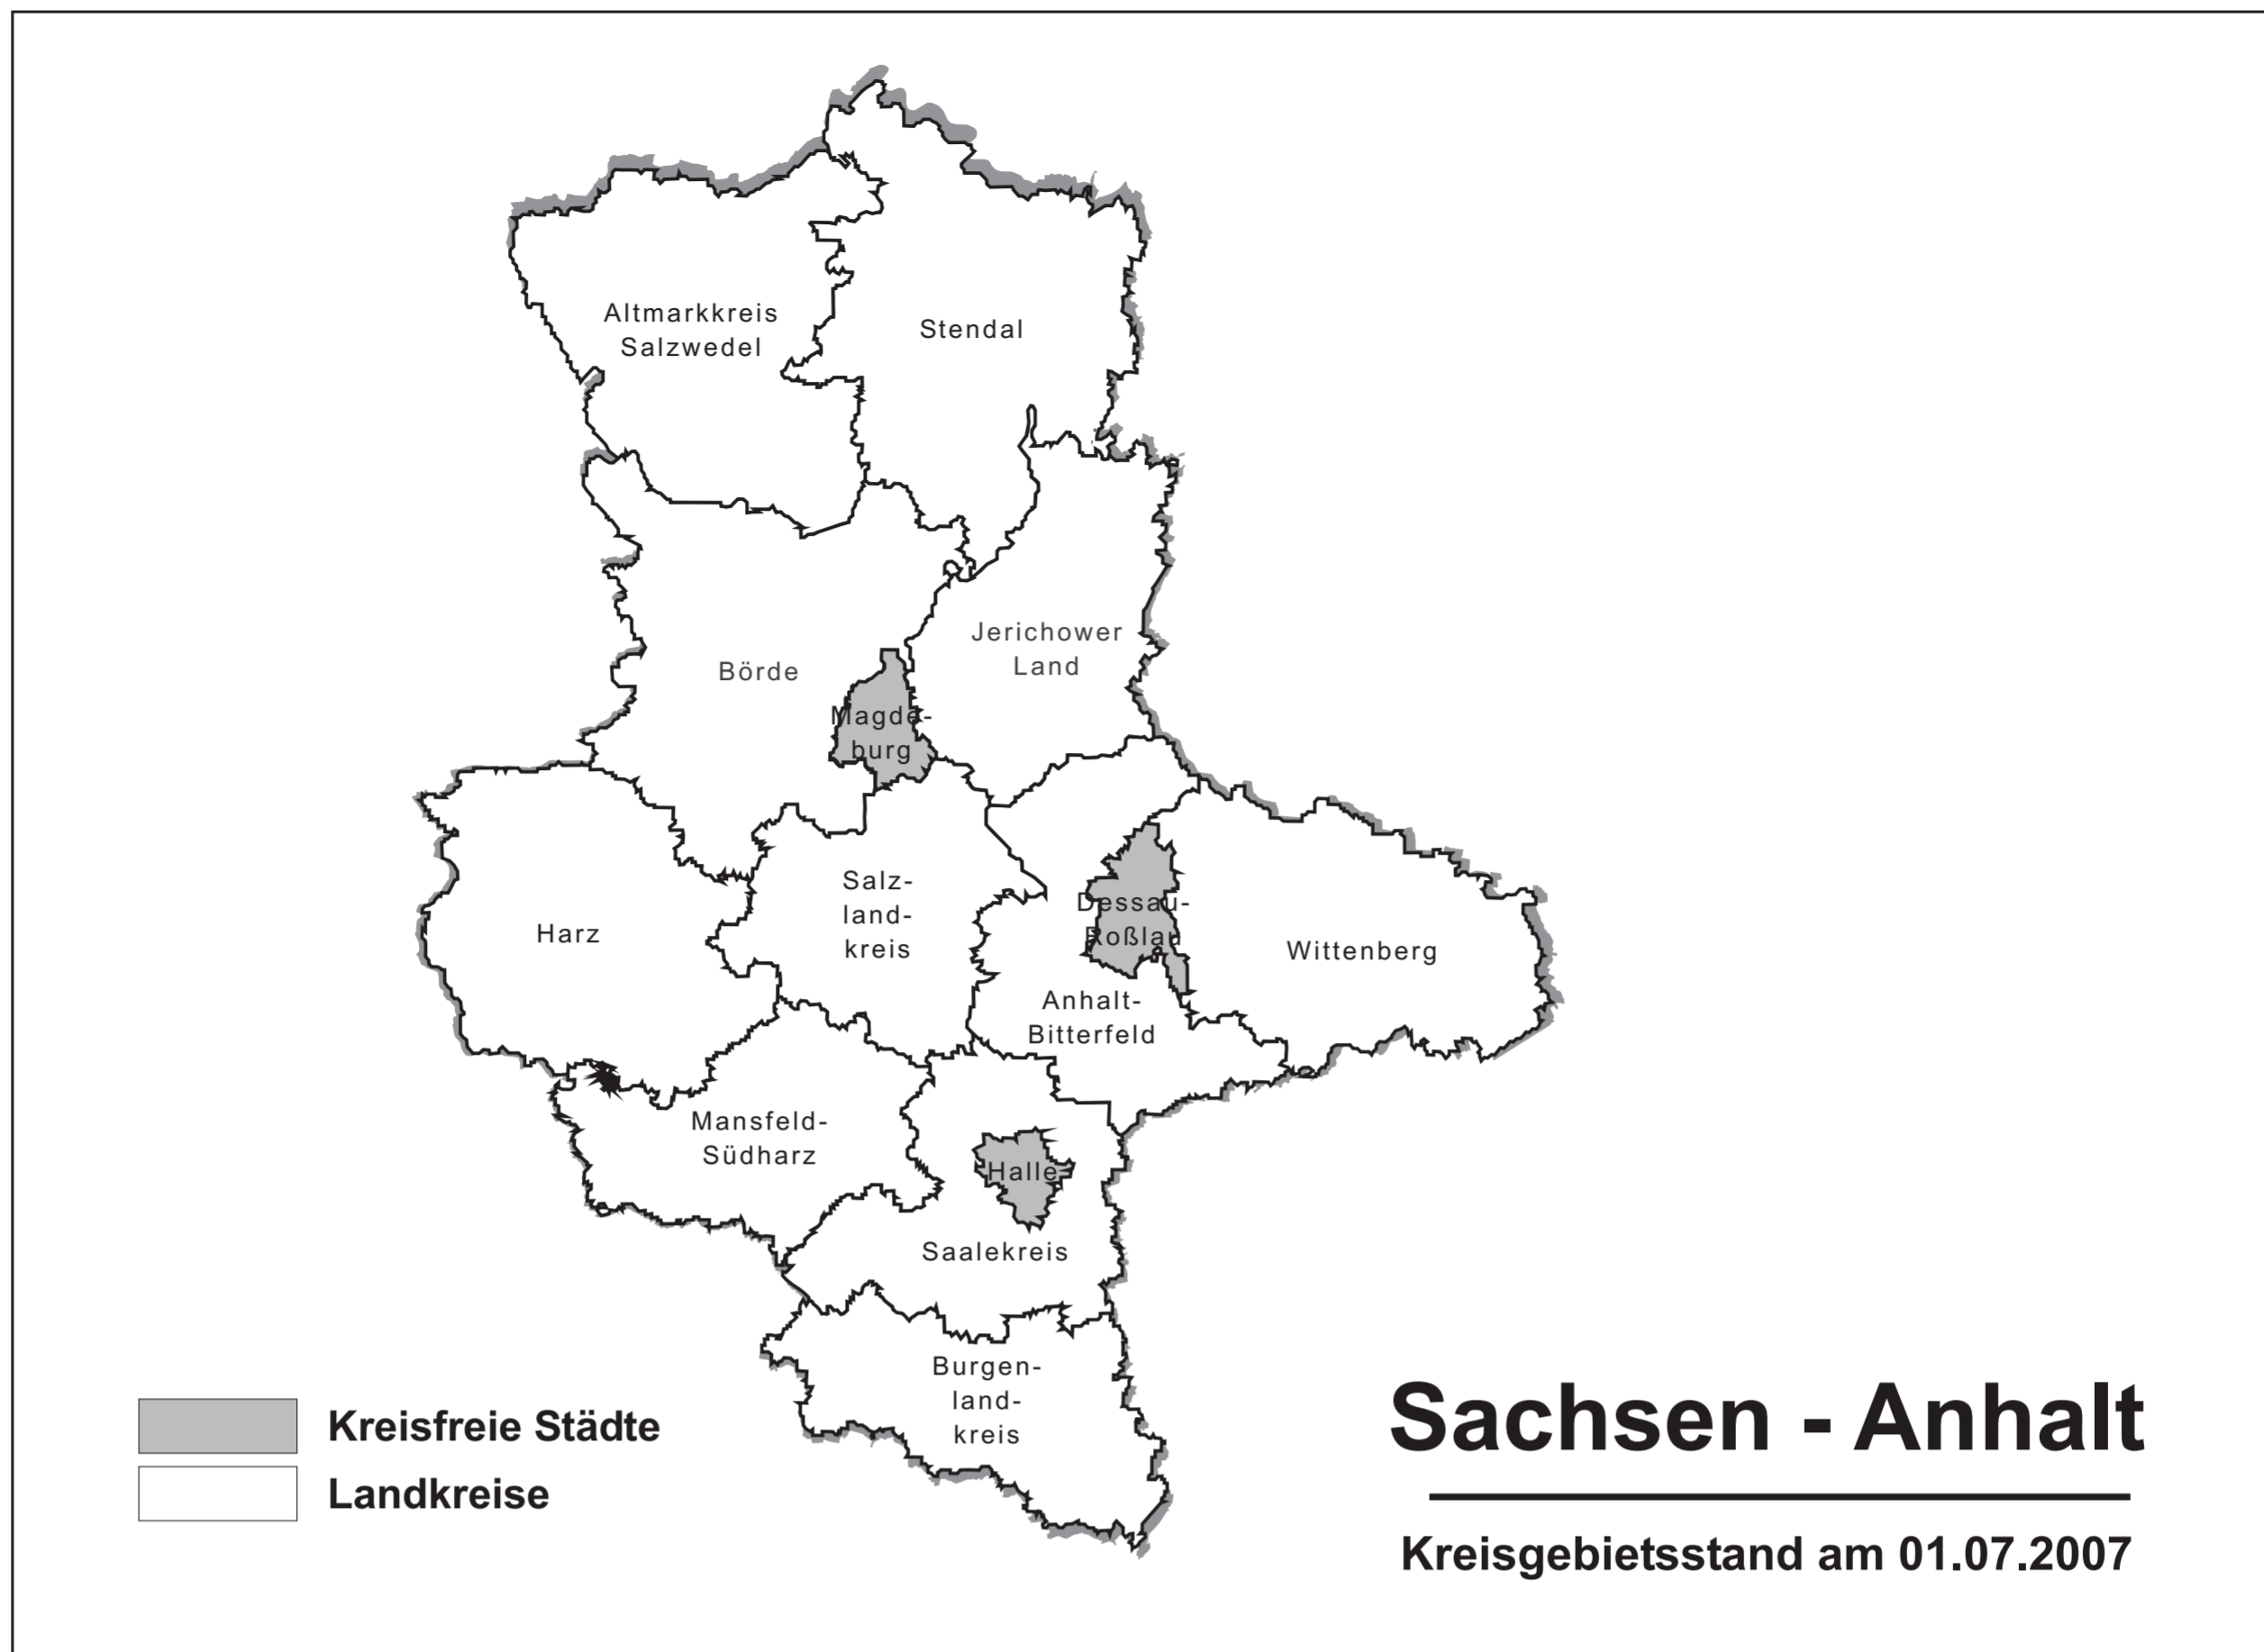 Altmarkkreis
Salzwedel
Stendal
Jerichower
Land
Börde
Magde-
burg
Salz-
land-
kreis
Harz
Dessau-
Roßlau
Wittenberg
Anhalt-
Bitterfeld
Mansfeld-
Südharz
Halle
Saalekreis
Burgen-
land-
kreis
Kreisfreie Städte
Landkreise
Sachsen - Anhalt
Kreisgebietsstand am 01.07.2007